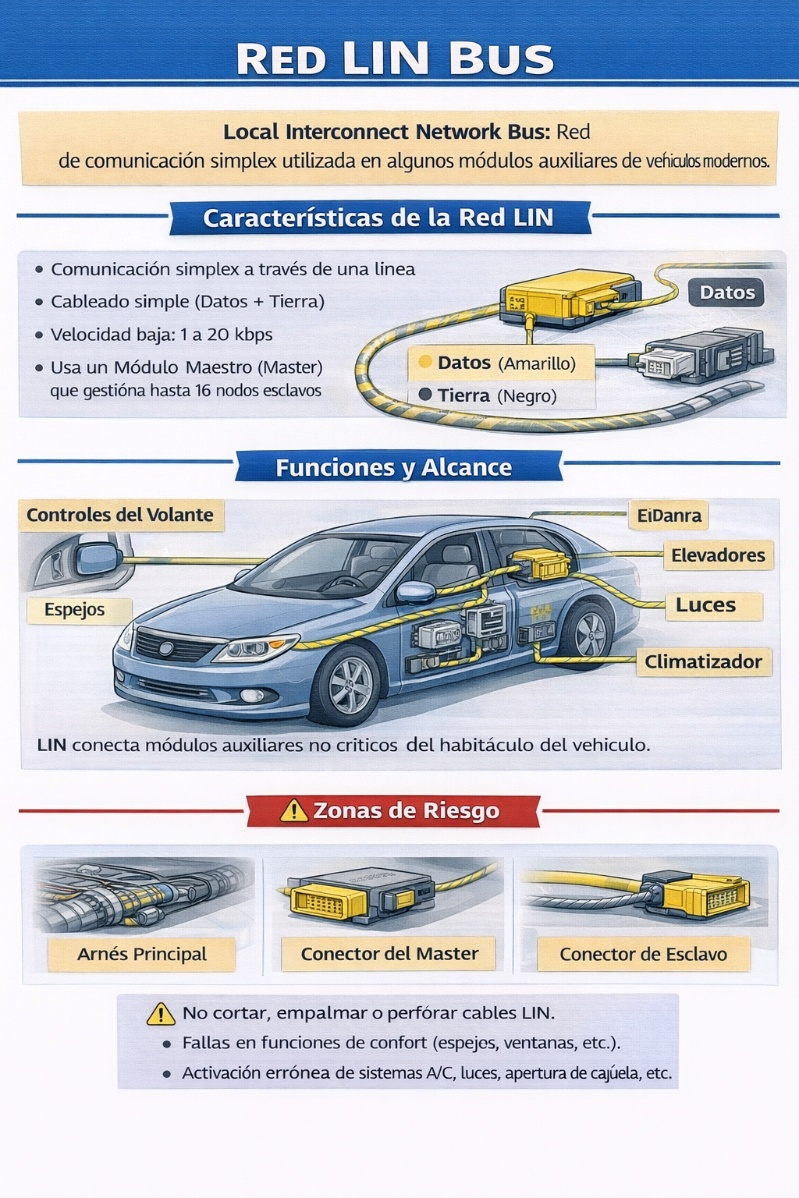 RED LIN BUS
Local Interconnect Network Bus: Red
de comunicación simplex utilizada en algunos módulos auxiliares de vehiculos modernos.
Características de la Red LIN
• Comunicación simplex a través de una linea
• Cableado simple (Datos + Tierra)
• Velocidad baja: 1 a 20 kbps
• Usa un Módulo Maestro (Master)
que gestióna hasta 16 nodos esclavos
Datos
Datos (Amarillo)
Tierra (Negro)
Funciones y Alcance
Controles del Volante
Espejos
EiDanra
Elevadores
Luces
Climatizador
LIN conecta módulos auxiliares no criticos del habitáculo del vehiculo.
Zonas de Riesgo
Arnés Principal
Conector del Master
Conector de Esclavo
No cortar, empalmar o perfórar cables LIN.
• Fallas en funciones de confort (espejos, ventanas, etc.).
• Activación errónea de sistemas A/C, luces, apertura de cajúela, etc.